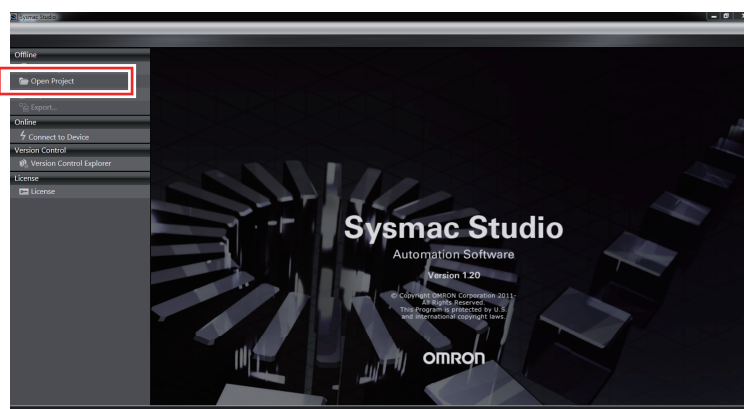 Sysmac Studio
Offline
Open Project
Export...
Online
Connect to Device
Version Control
Version Control Explorer
License
License
Sysmac Studio
Automation Software
Version 1.20
© Copyright OMRON Corporation 2011-
All Rights Reserved.
This Program is protected by U.S.
and international copyright laws.
OMRON